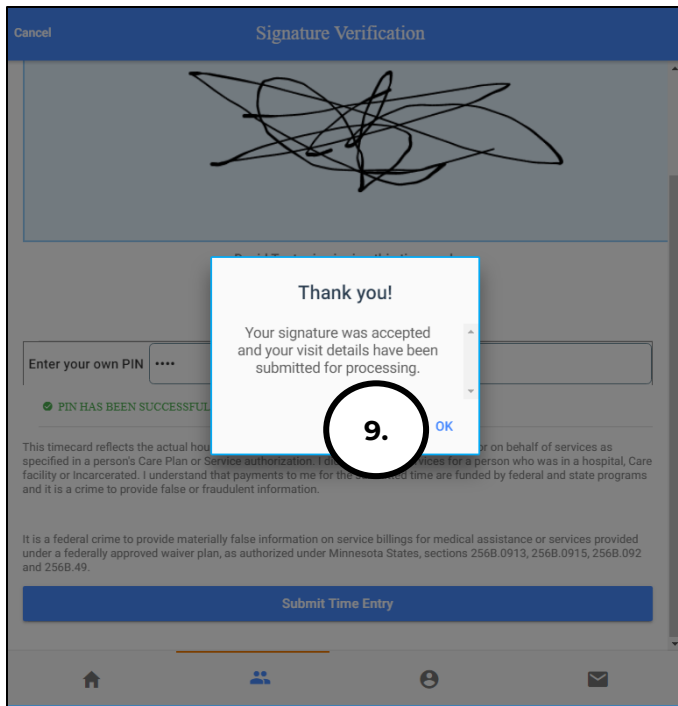 Cancel
Signature Verification
Thank you!
Your signature was accepted
and your visit details have been
submitted for processing.
Enter your own PIN ····
PIN HAS BEEN SUCCESSFUL
9.
OK
This timecard reflects the actual or on behalf of services as
specified in a person's Care Plan or Service authorization. I for a person who was in a hospital, Care
facility or Incarcerated. I understand that payments to me for the time are funded by federal and state programs
and it is a crime to provide false or fraudulent information.
It is a federal crime to provide materially false information on service billings for medical assistance or services provided
under a federally approved waiver plan, as authorized under Minnesota States, sections 256B.0913, 256B.0915, 256B.092
and 256B.49.
Submit Time Entry